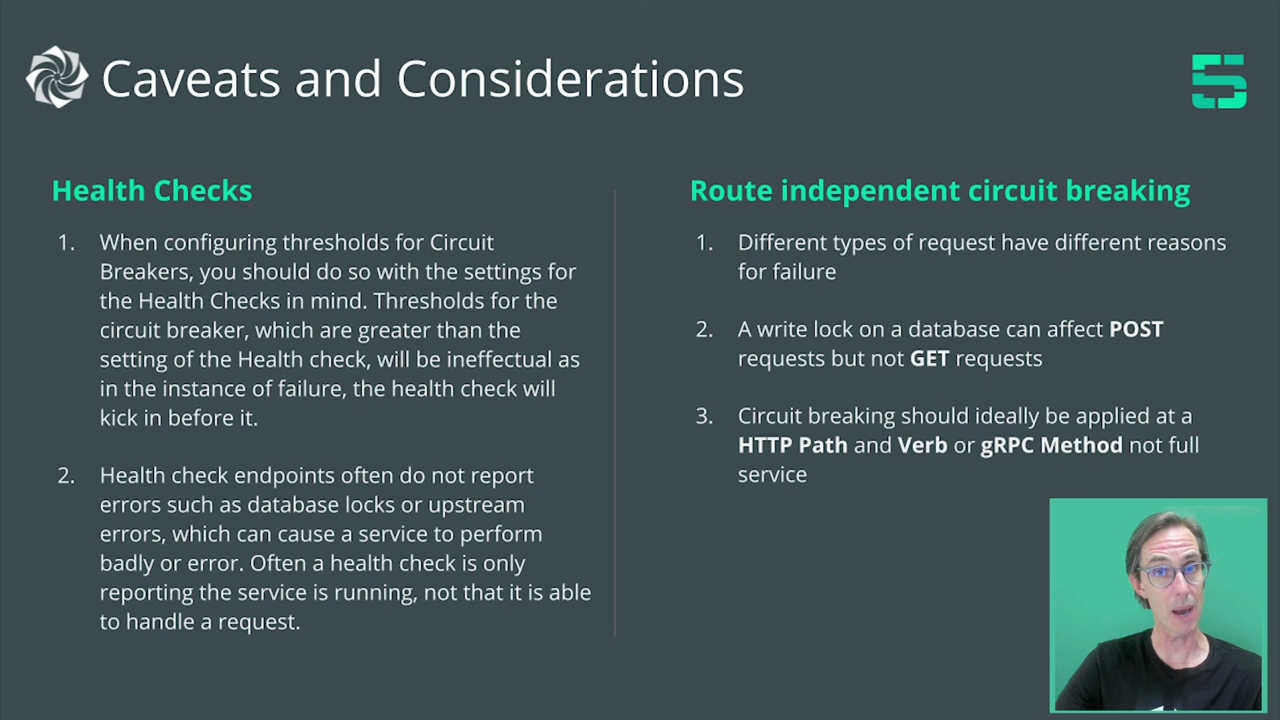 Caveats and Considerations
Health Checks
1. When configuring thresholds for Circuit
Breakers, you should do so with the settings for
the Health Checks in mind. Thresholds for the
circuit breaker, which are greater than the
setting of the Health check, will be ineffectual as
in the instance of failure, the health check will
kick in before it.
2. Health check endpoints often do not report
errors such as database locks or upstream
errors, which can cause a service to perform
badly or error. Often a health check is only
reporting the service is running, not that it is able
to handle a request.
Route independent circuit breaking
1. Different types of request have different reasons
for failure
2. A write lock on a database can affect POST
requests but not GET requests
3. Circuit breaking should ideally be applied at a
HTTP Path and Verb or gRPC Method not full
service